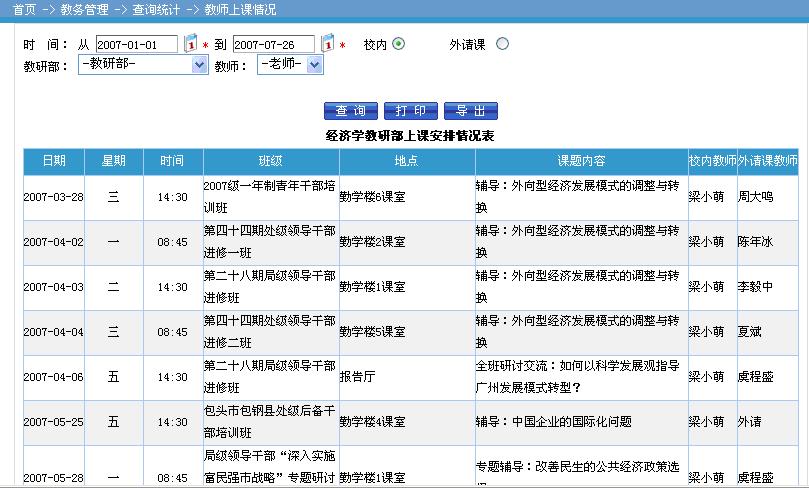 首页 -> 教务管理 -> 查询统计 -> 教师上课情况
时 间： 从 2007-01-01 1 * 到 2007-07-26 1 * 校内 外请课
教研部： -教研部- 教师： -老师-
查 询 打 印 导 出
经济学教研部上课安排情况表
日期 星期 时间 班级 地点 课题内容 校内教师 外请课教师
2007-03-28 三 14:30 2007级一年制青年干部培训班 勤学楼6课室 辅导：外向型经济发展模式的调整与转换 梁小萌 周大鸣
2007-04-02 一 08:45 第四十四期处级领导干部进修一班 勤学楼2课室 辅导：外向型经济发展模式的调整与转换 梁小萌 陈年冰
2007-04-03 二 14:30 第二十八期局级领导干部进修班 勤学楼1课室 辅导：外向型经济发展模式的调整与转换 梁小萌 李毅中
2007-04-04 三 08:45 第四十四期处级领导干部进修二班 勤学楼5课室 辅导：外向型经济发展模式的调整与转换 梁小萌 夏斌
2007-04-06 五 14:30 第二十八期局级领导干部进修班 报告厅 全班研讨交流：如何以科学发展观指导广州发展模式转型？ 梁小萌 虞程盛
2007-05-25 五 14:30 包头市包钢县处级后备干部培训班 勤学楼4课室 辅导：中国企业的国际化问题 梁小萌 外请
2007-05-28 一 08:45 局级领导干部“深入实施富民强市战略”专题研讨 勤学楼1课室 专题辅导：改善民生的公共经济政策选 梁小萌 虞程盛